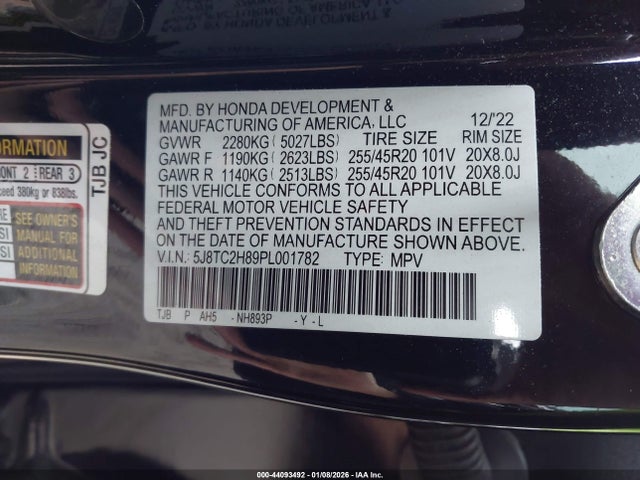 MFD. BY HONDA DEVELOPMENT &
MANUFACTURING OF AMERICA, LLC 12/'22
GVWR 2280KG ( 5027LBS) TIRE SIZE RIM SIZE
GAWR F 1190KG ( 2623LBS) 255/45R20 101V 20X8.0J
GAWR R 1140KG ( 2513LBS) 255/45R20 101V 20X8.0J
THIS VEHICLE CONFORMS TO ALL APPLICABLE
FEDERAL MOTOR VEHICLE SAFETY
AND THEFT PREVENTION STANDARDS IN EFFECT
ON THE DATE OF MANUFACTURE SHOWN ABOVE.
V.I.N.: 5J8TC2H89PL001782 TYPE: MPV
TJB P AH5 - NH893P - Y - L
2 REAR 3
380kg or 838lbs.
SEE OWNER'S
MANUAL FOR
ADDITIONAL
INFORMATION
TJB JC
000-44093492 - 01/08/2026 - IAA Inc.